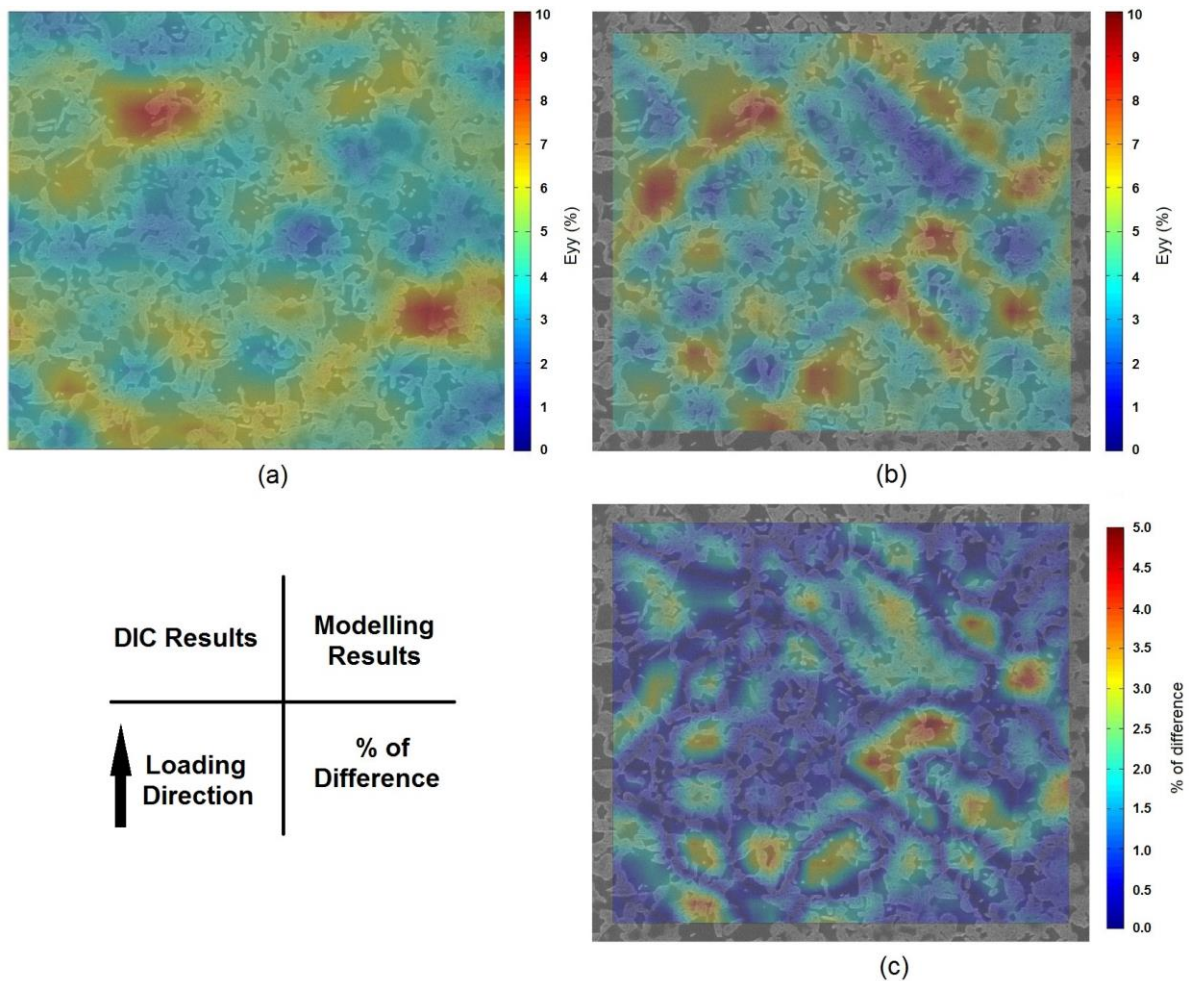 10
9
8
7
6
5
4
3
2
1
0
Eyy (%)
(a)
10
9
8
7
6
5
4
3
2
1
0
Eyy (%)
(b)
DIC Results
Modelling
Results
Loading
Direction
% of
Difference
5.0
4.5
4.0
3.5
3.0
2.5
2.0
1.5
1.0
0.5
0.0
% of difference
(c)